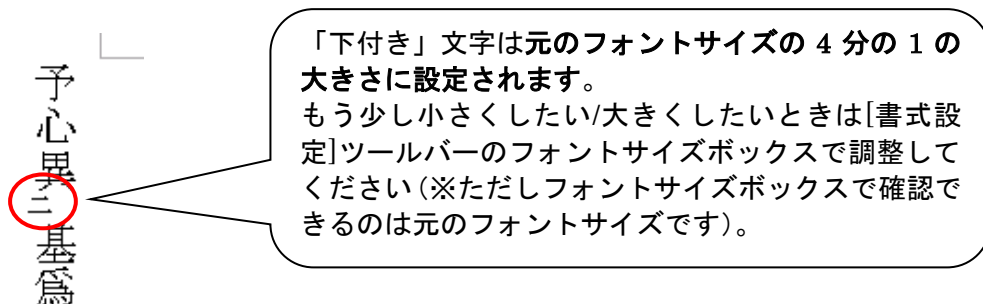 予心異二基爲
「下付き」文字は元のフォントサイズの 4 分の 1 の
大きさに設定されます。
もう少し小さくしたい/大きくしたいときは[書式設
定]ツールバーのフォントサイズボックスで調整して
ください(※ただしフォントサイズボックスで確認で
きるのは元のフォントサイズです)。